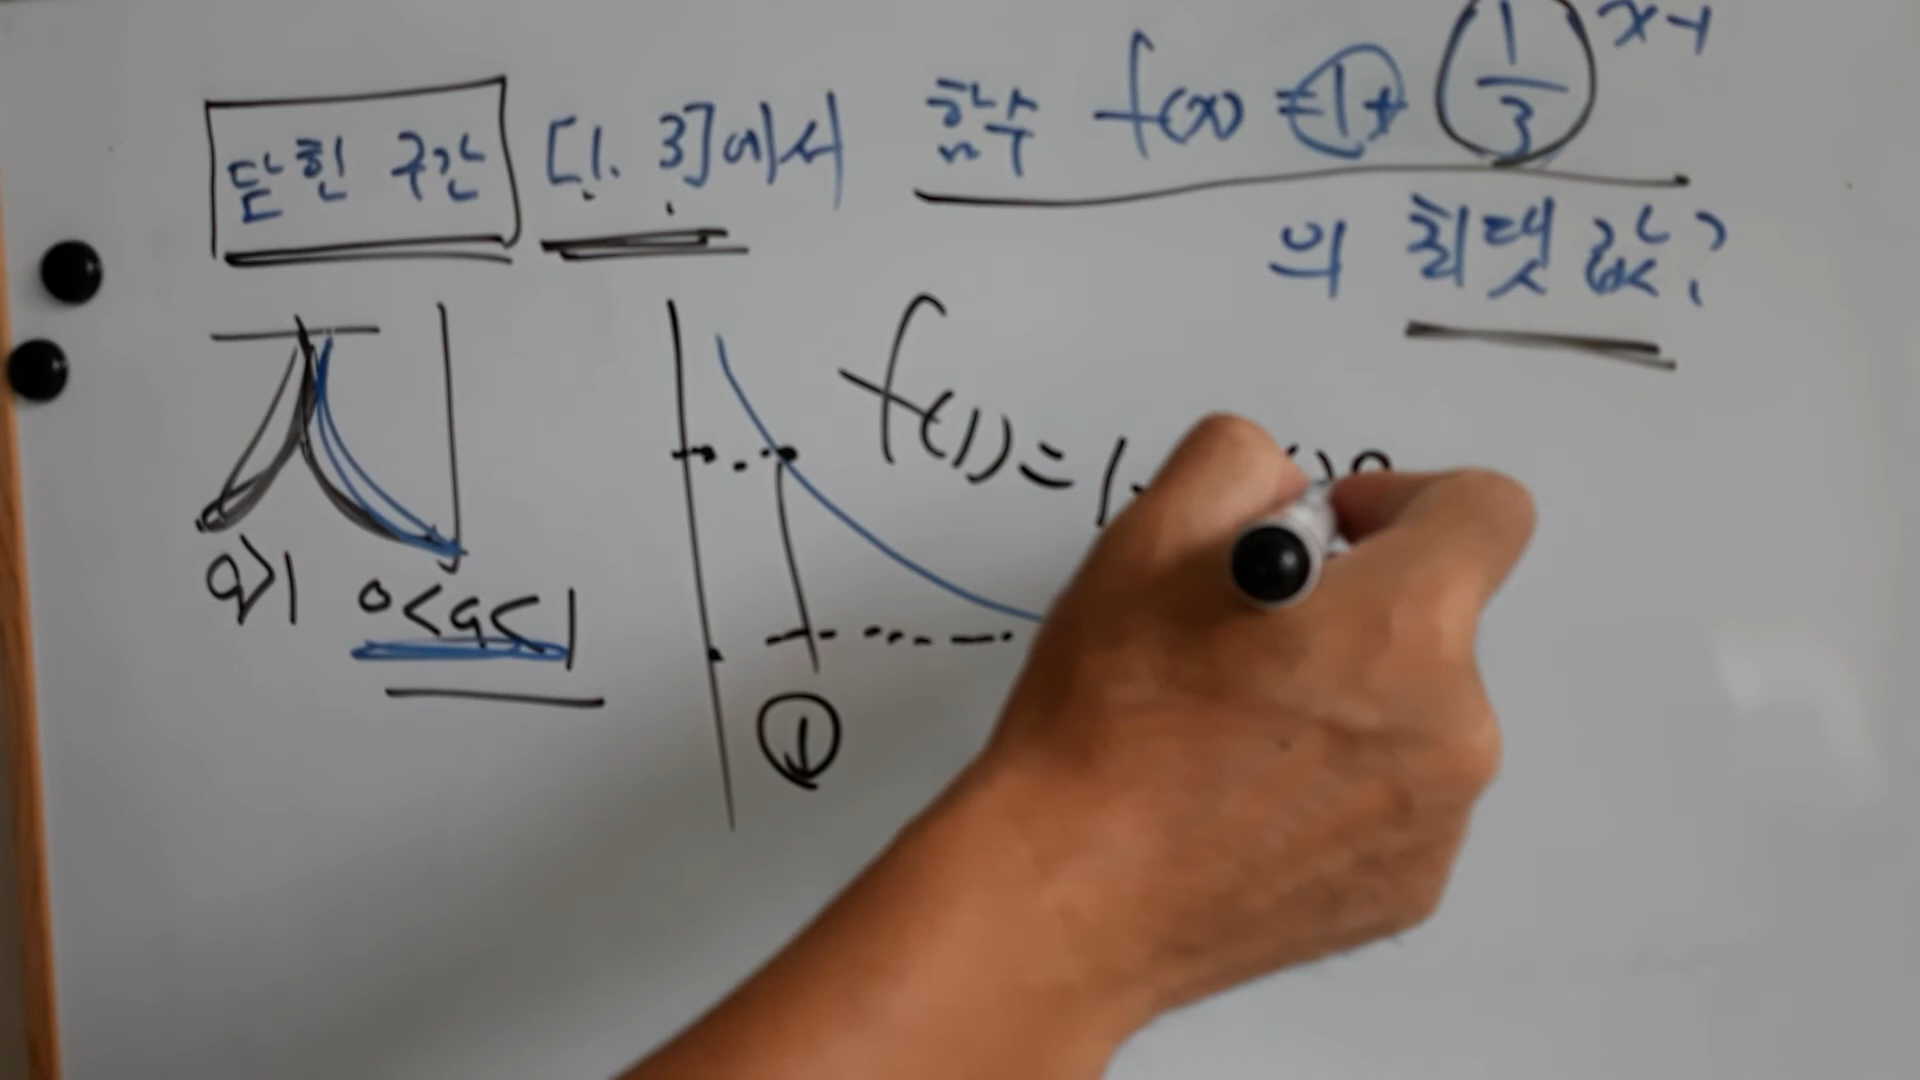 닫힌 구간 [1. 3]에서 함수 f(x) = 1 + (1/3)^x-1
의 최댓값?
f(1) = 1
a>1
0<a<1
1